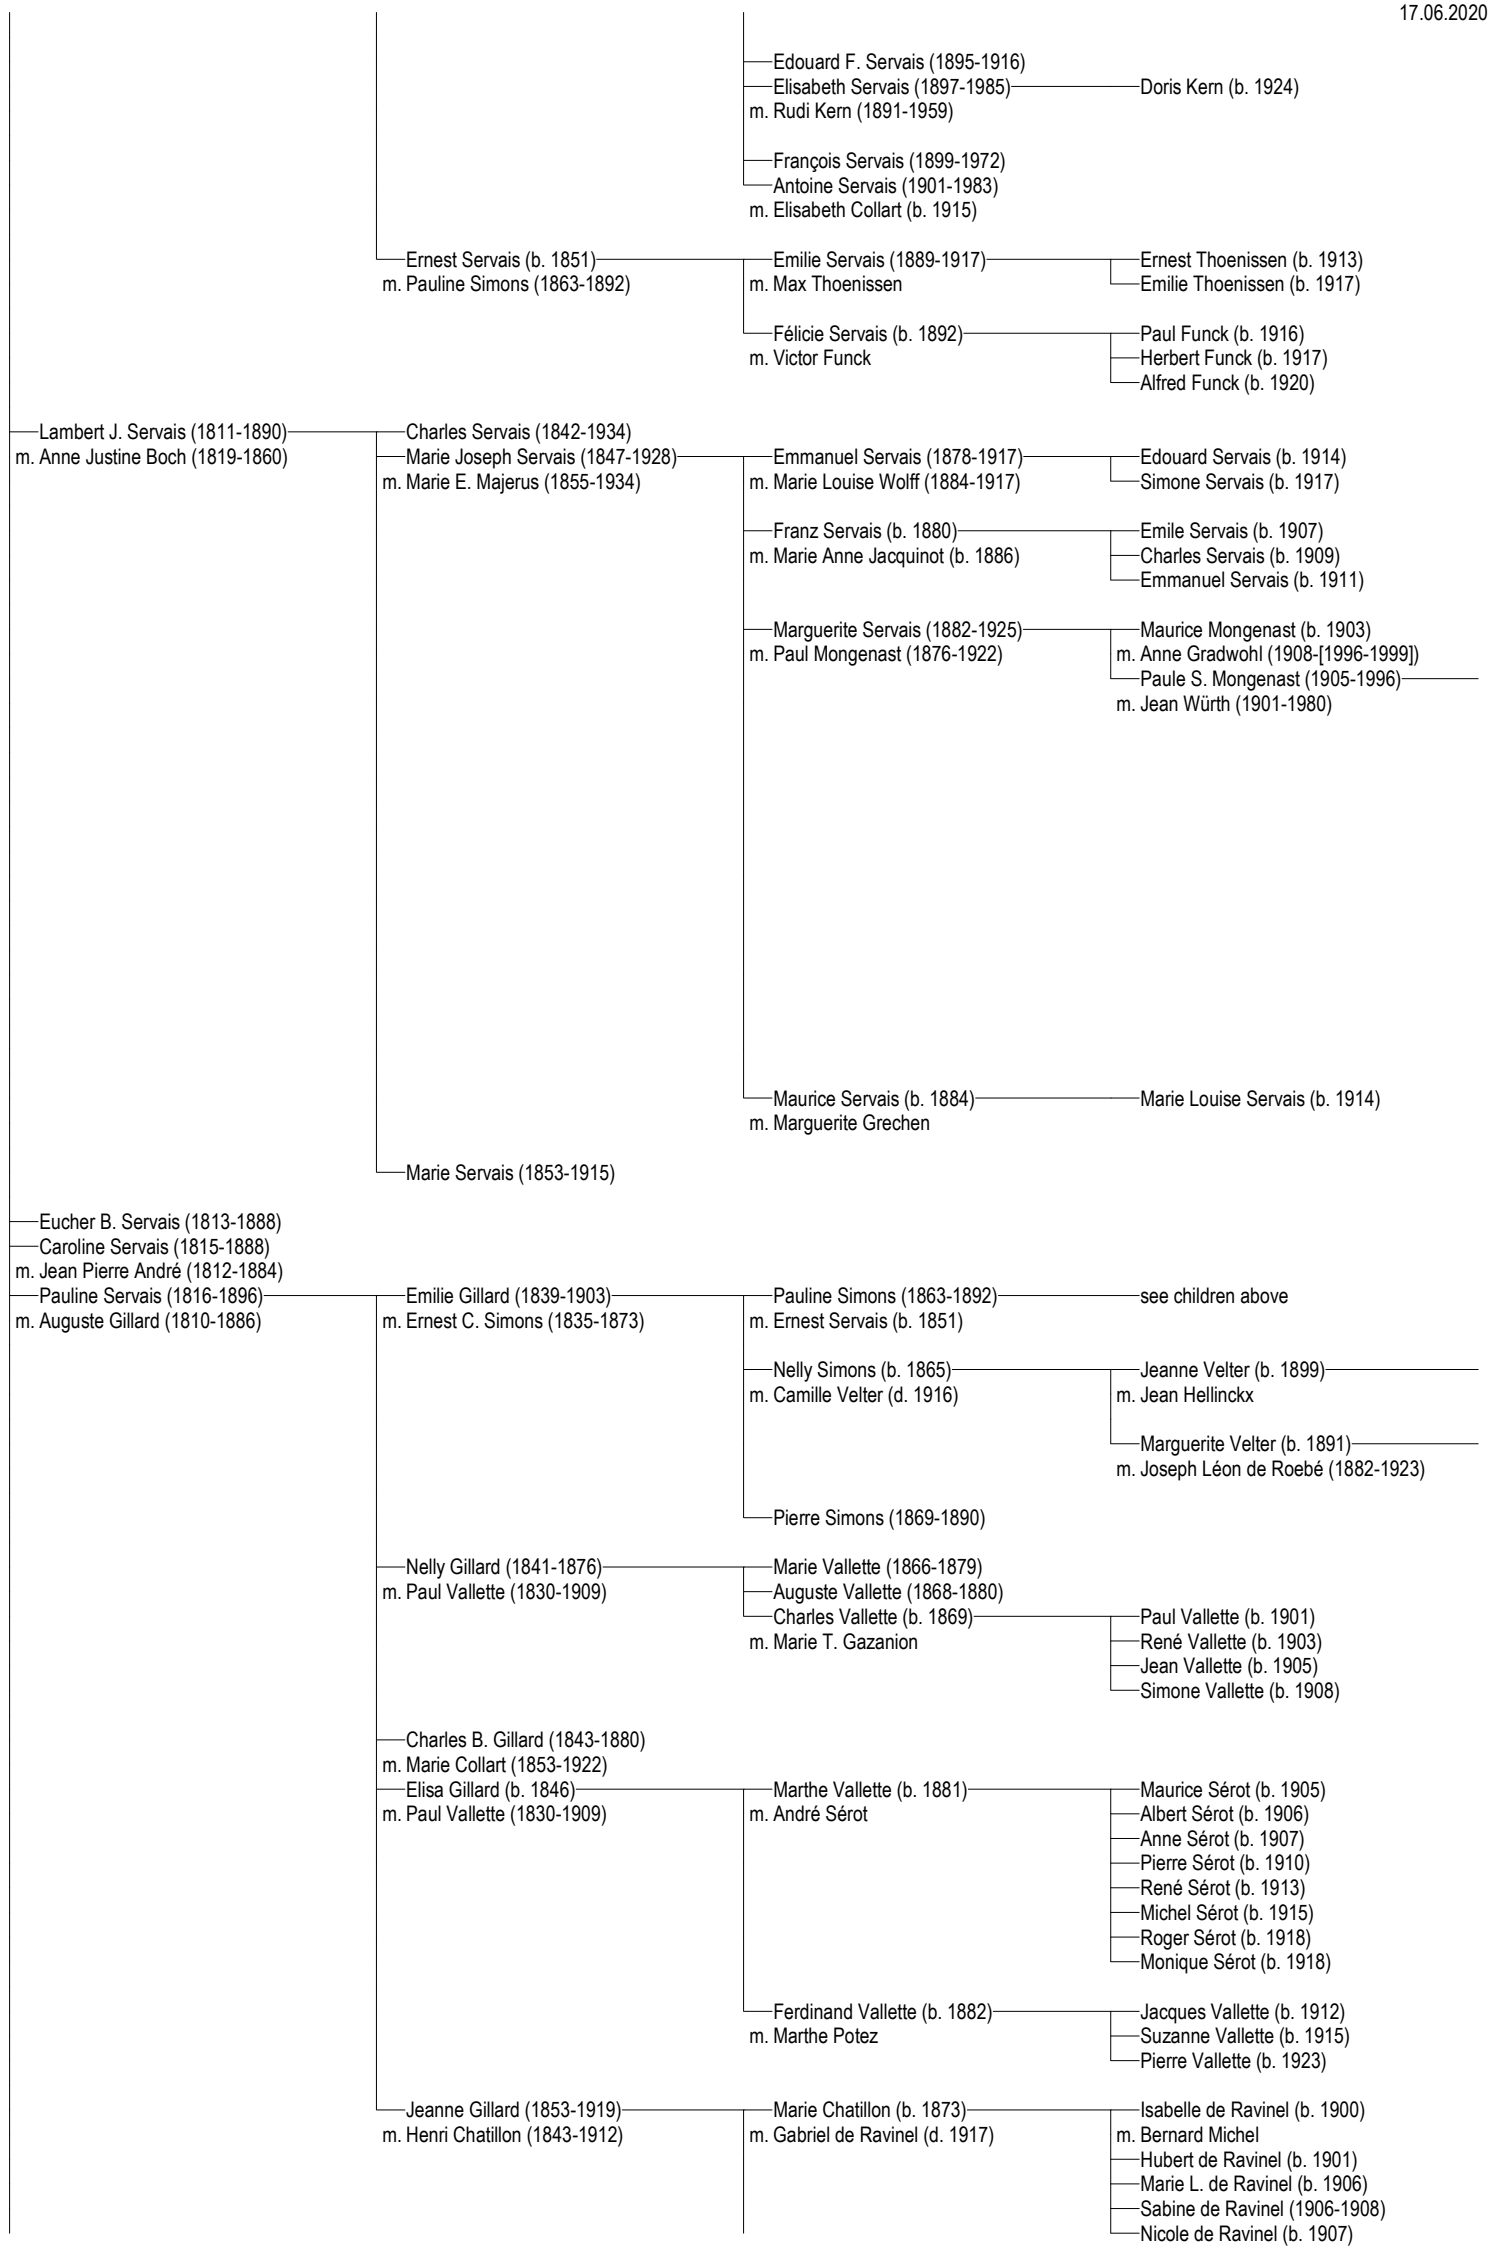 17.06.2020
Edouard F. Servais (1895-1916)
Elisabeth Servais (1897-1985) Doris Kern (b. 1924)
m. Rudi Kern (1891-1959)
François Servais (1899-1972)
Antoine Servais (1901-1983)
m. Elisabeth Collart (b. 1915)
Ernest Servais (b. 1851) Emilie Servais (1889-1917) Ernest Thoenissen (b. 1913)
m. Pauline Simons (1863-1892) m. Max Thoenissen Emilie Thoenissen (b. 1917)
Félicie Servais (b. 1892) Paul Funck (b. 1916)
m. Victor Funck Herbert Funck (b. 1917)
Alfred Funck (b. 1920)
Lambert J. Servais (1811-1890) Charles Servais (1842-1934)
m. Anne Justine Boch (1819-1860) Marie Joseph Servais (1847-1928) Emmanuel Servais (1878-1917) Edouard Servais (b. 1914)
m. Marie E. Majerus (1855-1934) m. Marie Louise Wolff (1884-1917) Simone Servais (b. 1917)
Franz Servais (b. 1880) Emile Servais (b. 1907)
m. Marie Anne Jacquinot (b. 1886) Charles Servais (b. 1909)
Emmanuel Servais (b. 1911)
Marguerite Servais (1882-1925) Maurice Mongenast (b. 1903)
m. Paul Mongenast (1876-1922) m. Anne Gradwohl (1908-[1996-1999])
Paule S. Mongenast (1905-1996)
m. Jean Würth (1901-1980)
Maurice Servais (b. 1884) Marie Louise Servais (b. 1914)
m. Marguerite Grechen
Marie Servais (1853-1915)
Eucher B. Servais (1813-1888)
Caroline Servais (1815-1888)
m. Jean Pierre André (1812-1884)
Pauline Servais (1816-1896) Emilie Gillard (1839-1903) Pauline Simons (1863-1892) see children above
m. Auguste Gillard (1810-1886) m. Ernest C. Simons (1835-1873) m. Ernest Servais (b. 1851)
Nelly Simons (b. 1865) Jeanne Velter (b. 1899)
m. Camille Velter (d. 1916) m. Jean Hellinckx
Marguerite Velter (b. 1891)
m. Joseph Léon de Roebé (1882-1923)
Pierre Simons (1869-1890)
Nelly Gillard (1841-1876) Marie Vallette (1866-1879)
m. Paul Vallette (1830-1909) Auguste Vallette (1868-1880)
Charles Vallette (b. 1869) Paul Vallette (b. 1901)
m. Marie T. Gazanion René Vallette (b. 1903)
Jean Vallette (b. 1905)
Simone Vallette (b. 1908)
Charles B. Gillard (1843-1880)
m. Marie Collart (1853-1922)
Elisa Gillard (b. 1846) Marthe Vallette (b. 1881) Maurice Sérot (b. 1905)
m. Paul Vallette (1830-1909) m. André Sérot Albert Sérot (b. 1906)
Anne Sérot (b. 1907)
Pierre Sérot (b. 1910)
René Sérot (b. 1913)
Michel Sérot (b. 1915)
Roger Sérot (b. 1918)
Monique Sérot (b. 1918)
Ferdinand Vallette (b. 1882) Jacques Vallette (b. 1912)
m. Marthe Potez Suzanne Vallette (b. 1915)
Pierre Vallette (b. 1923)
Jeanne Gillard (1853-1919) Marie Chatillon (b. 1873) Isabelle de Ravinel (b. 1900)
m. Henri Chatillon (1843-1912) m. Gabriel de Ravinel (d. 1917) m. Bernard Michel
Hubert de Ravinel (b. 1901)
Marie L. de Ravinel (b. 1906)
Sabine de Ravinel (1906-1908)
Nicole de Ravinel (b. 1907)